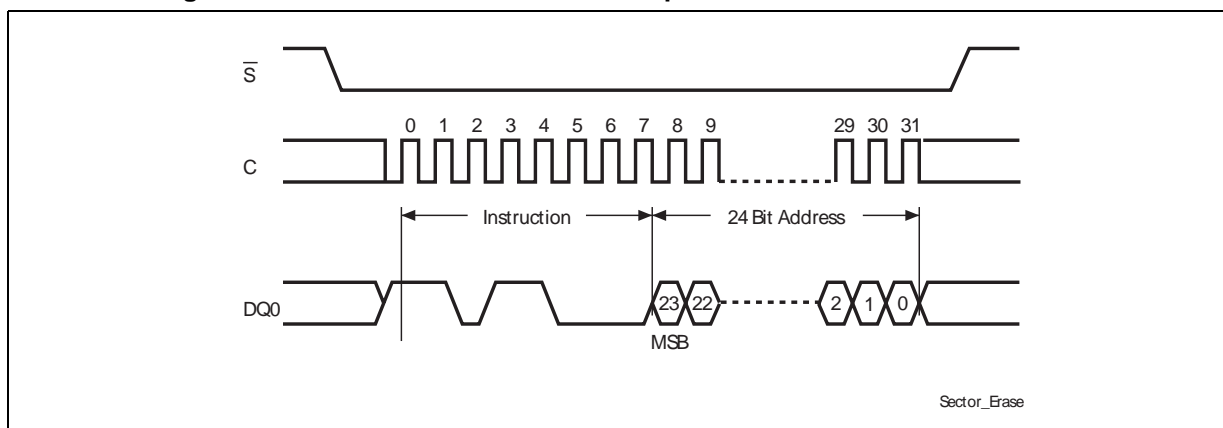 S
0 1 2 3 4 5 6 7 8 9 29 30 31
C
Instruction 24 Bit Address
DQ0 23 22 2 1 0
MSB
Sector_Erase